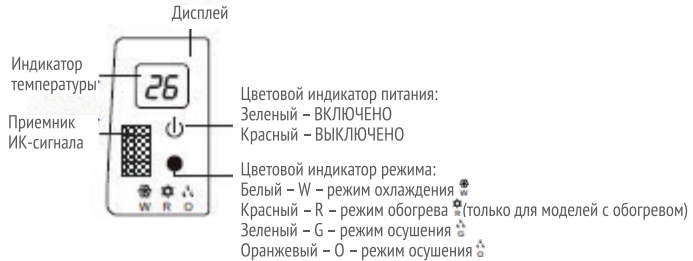 Дисплей
Индикатор
температуры
26
Приемник
ИК-сигнала
W R O
Цветовой индикатор питания:
Зеленый – ВКЛЮЧЕНО
Красный – ВЫКЛЮЧЕНО
Цветовой индикатор режима:
Белый – W – режим охлаждения W
Красный – R – режим обогрева R (только для моделей с обогревом)
Зеленый – G – режим осушения
Оранжевый – O – режим осушения